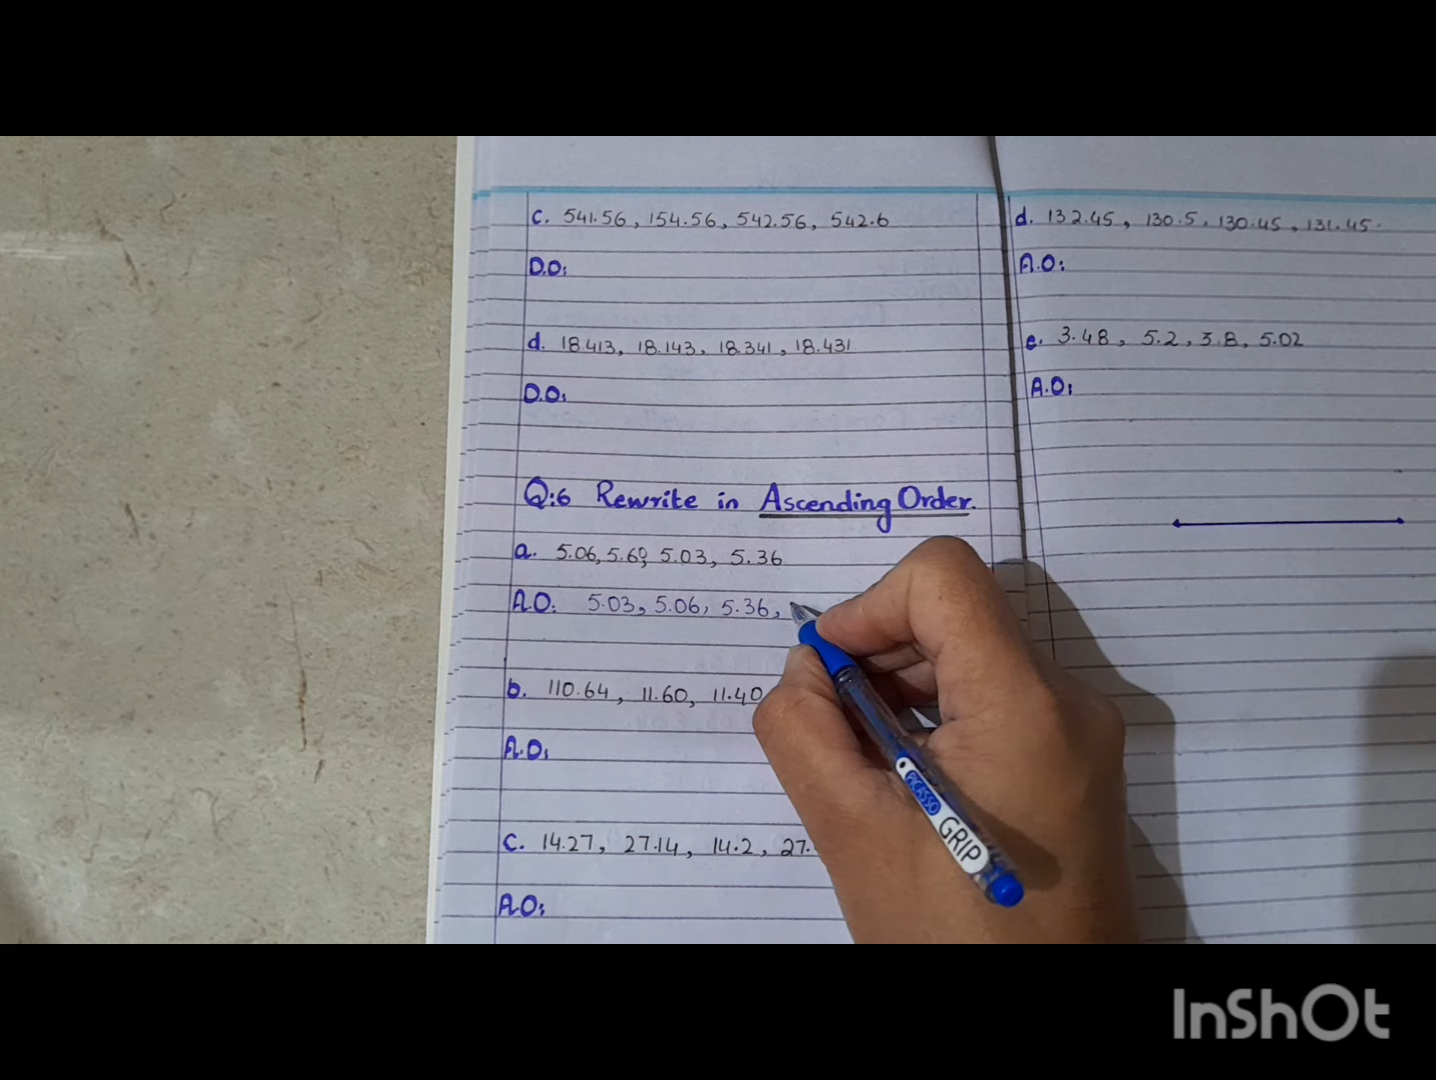 c. 541.56, 154.56, 542.56, 542.6
D.O:
d. 18.413, 18.143, 18.341, 18.431
D.O:
Q:6 Rewrite in Ascending Order.
a. 5.06, 5.6, 5.03, 5.36
A.O: 5.03, 5.06, 5.36,
b. 110.64, 11.60, 11.40
A.O:
c. 14.27, 27.14, 14.2, 27.
A.O:
d. 132.45, 130.5, 130.45, 131.45.
A.O:
e. 3.48, 5.2, 3.8, 5.02
A.O:
PICASSO
GRIP
InShOt